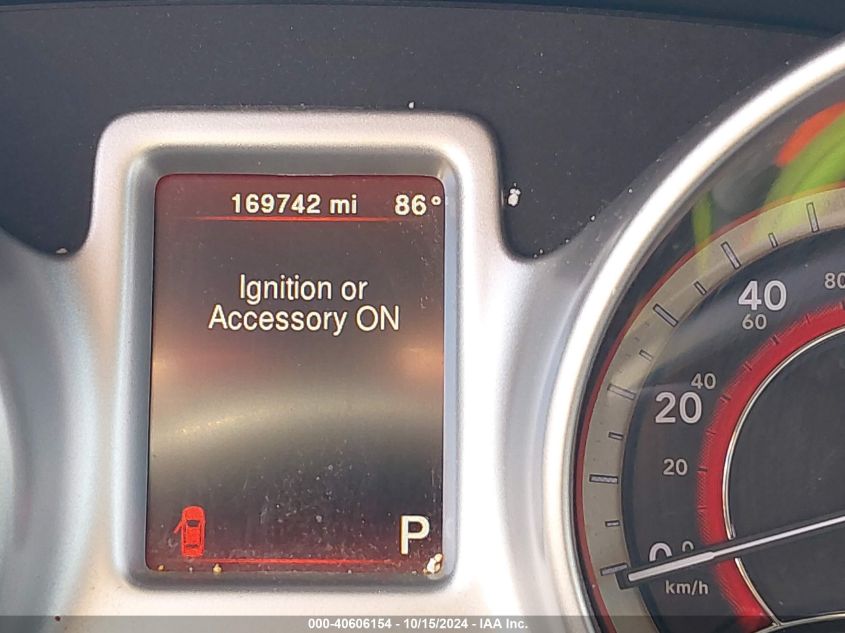 169742 mi 86°
Ignition or
Accessory ON
P
40
80
60
40
20
20
0 0
km/h
000-40606154 - 10/15/2024 - IAA Inc.